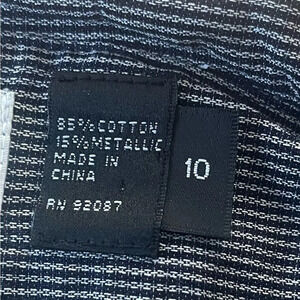 85% COTTON
15% METALLIC
MADE IN
CHINA
RN 92087
10